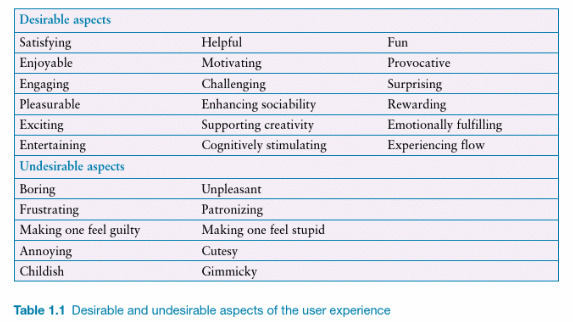 Desirable aspects
Satisfying Helpful Fun
Enjoyable Motivating Provocative
Engaging Challenging Surprising
Pleasurable Enhancing sociability Rewarding
Exciting Supporting creativity Emotionally fulfilling
Entertaining Cognitively stimulating Experiencing flow
Undesirable aspects
Boring Unpleasant
Frustrating Patronizing
Making one feel guilty Making one feel stupid
Annoying Cutesy
Childish Gimmicky
Table 1.1 Desirable and undesirable aspects of the user experience